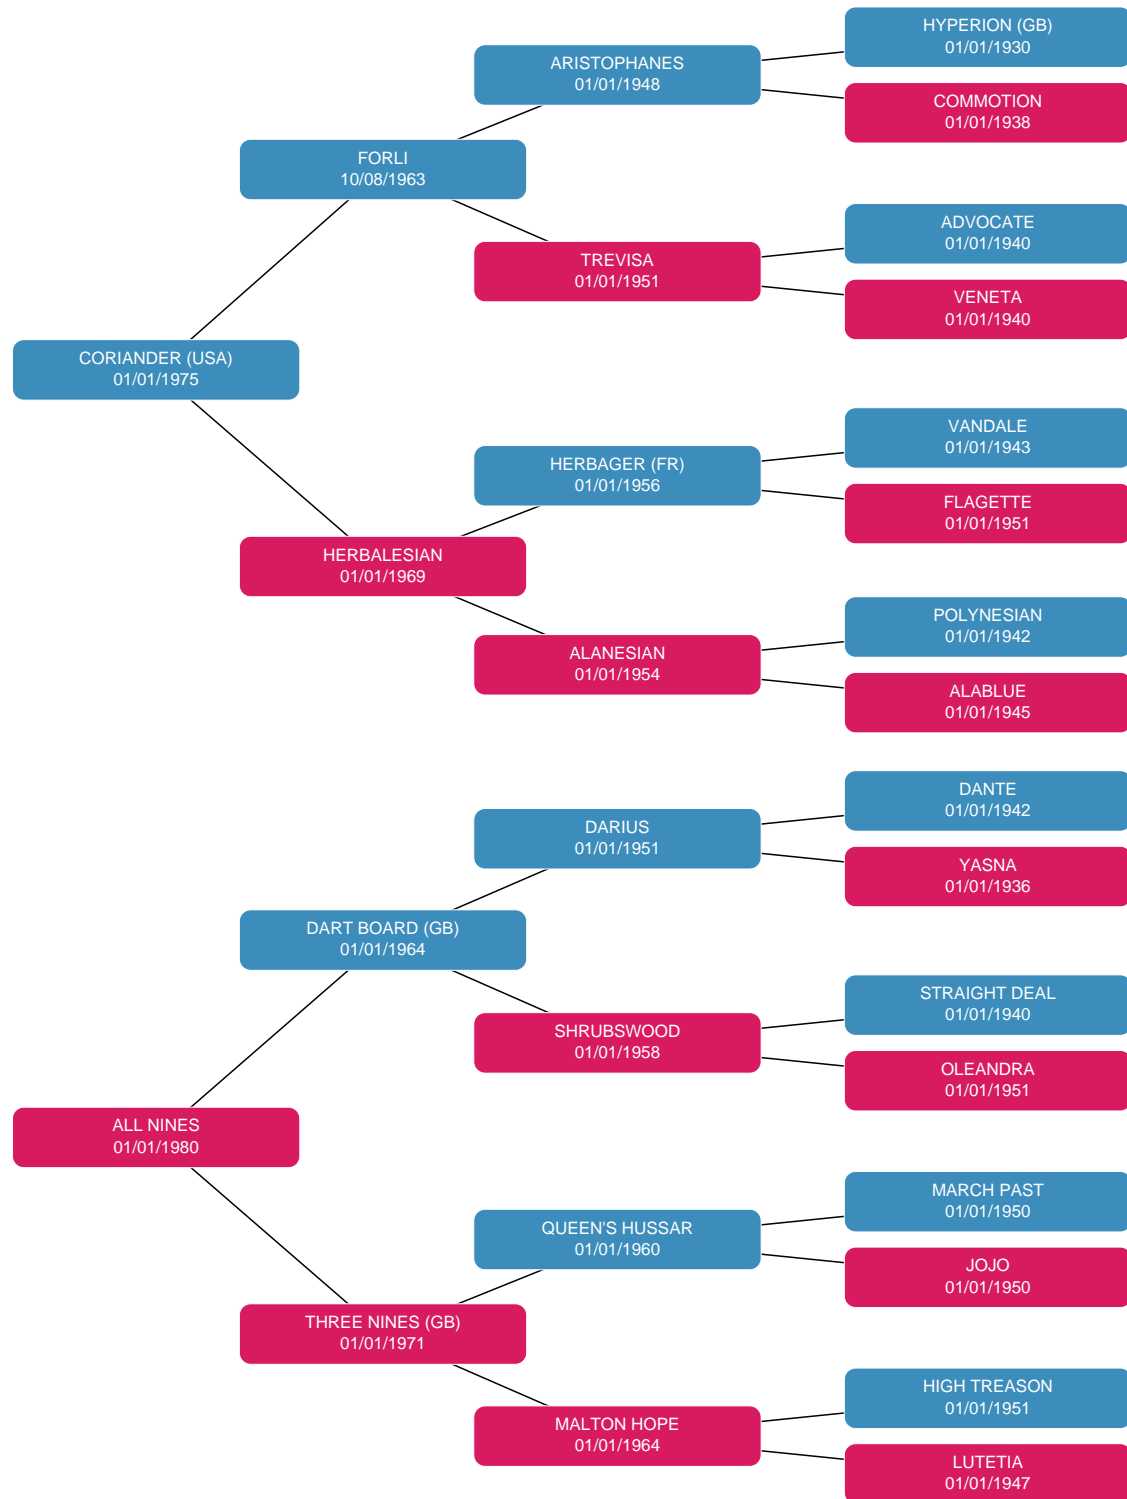 HYPERION (GB)
01/01/1930
ARISTOPHANES
01/01/1948
COMMOTION
01/01/1938
FORLI
10/08/1963
ADVOCATE
01/01/1940
TREVISA
01/01/1951
VENETA
01/01/1940
CORIANDER (USA)
01/01/1975
VANDALE
01/01/1943
HERBAGER (FR)
01/01/1956
FLAGETTE
01/01/1951
HERBALESIAN
01/01/1969
POLYNESIAN
01/01/1942
ALANESIAN
01/01/1954
ALABLUE
01/01/1945
DANTE
01/01/1942
DARIUS
01/01/1951
YASNA
01/01/1936
DART BOARD (GB)
01/01/1964
STRAIGHT DEAL
01/01/1940
SHRUBSWOOD
01/01/1958
OLEANDRA
01/01/1951
ALL NINES
01/01/1980
MARCH PAST
01/01/1950
QUEEN'S HUSSAR
01/01/1960
JOJO
01/01/1950
THREE NINES (GB)
01/01/1971
HIGH TREASON
01/01/1951
MALTON HOPE
01/01/1964
LUTETIA
01/01/1947